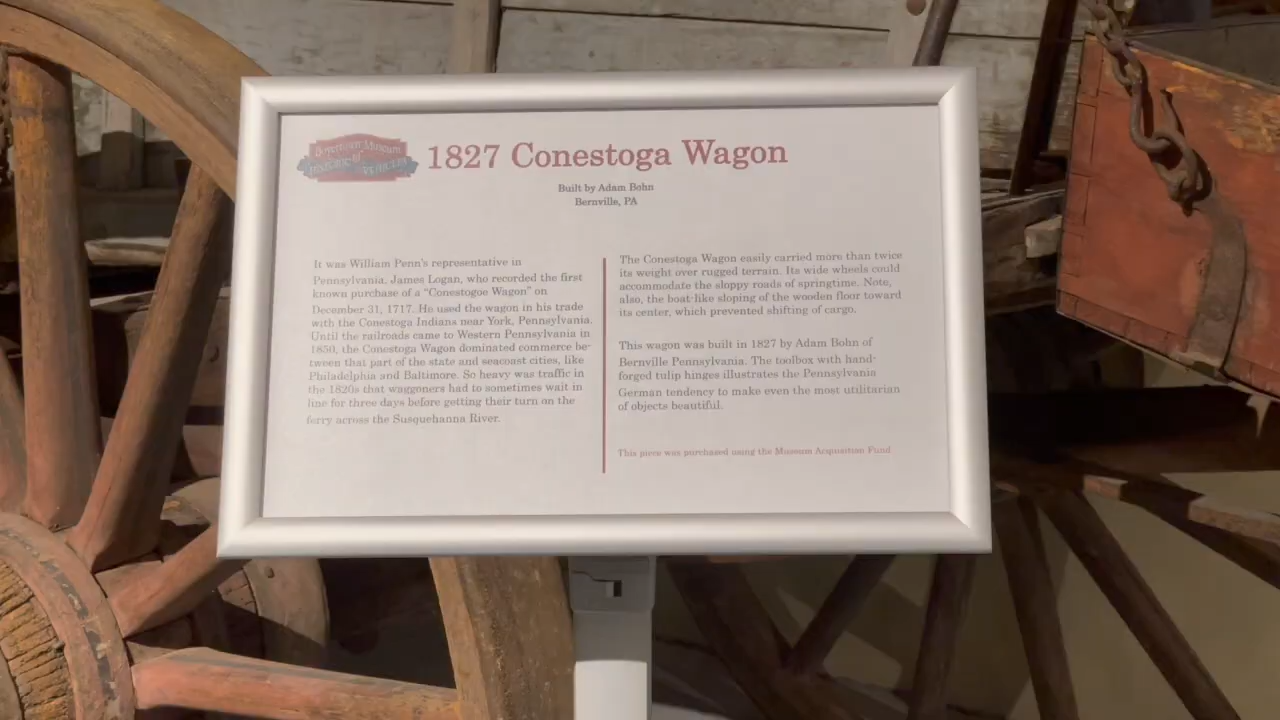 Boyertown Museum
of
HISTORIC VEHICLES
1827 Conestoga Wagon
Built by Adam Bohn
Bernville, PA
It was William Penn's representative in
Pennsylvania, James Logan, who recorded the first
known purchase of a "Conestogoe Wagon" on
December 31, 1717. He used the wagon in his trade
with the Conestoga Indians near York, Pennsylvania.
Until the railroads came to Western Pennsylvania in
1850, the Conestoga Wagon dominated commerce be-
tween that part of the state and seacoast cities, like
Philadelphia and Baltimore. So heavy was traffic in
the 1820s that waggoners had to sometimes wait in
line for three days before getting their turn on the
ferry across the Susquehanna River.
The Conestoga Wagon easily carried more than twice
its weight over rugged terrain. Its wide wheels could
accommodate the sloppy roads of springtime. Note,
also, the boat-like sloping of the wooden floor toward
its center, which prevented shifting of cargo.
This wagon was built in 1827 by Adam Bohn of
Bernville Pennsylvania. The toolbox with hand-
forged tulip hinges illustrates the Pennsylvania
German tendency to make even the most utilitarian
of objects beautiful.
This piece was purchased using the Museum Acquisition Fund